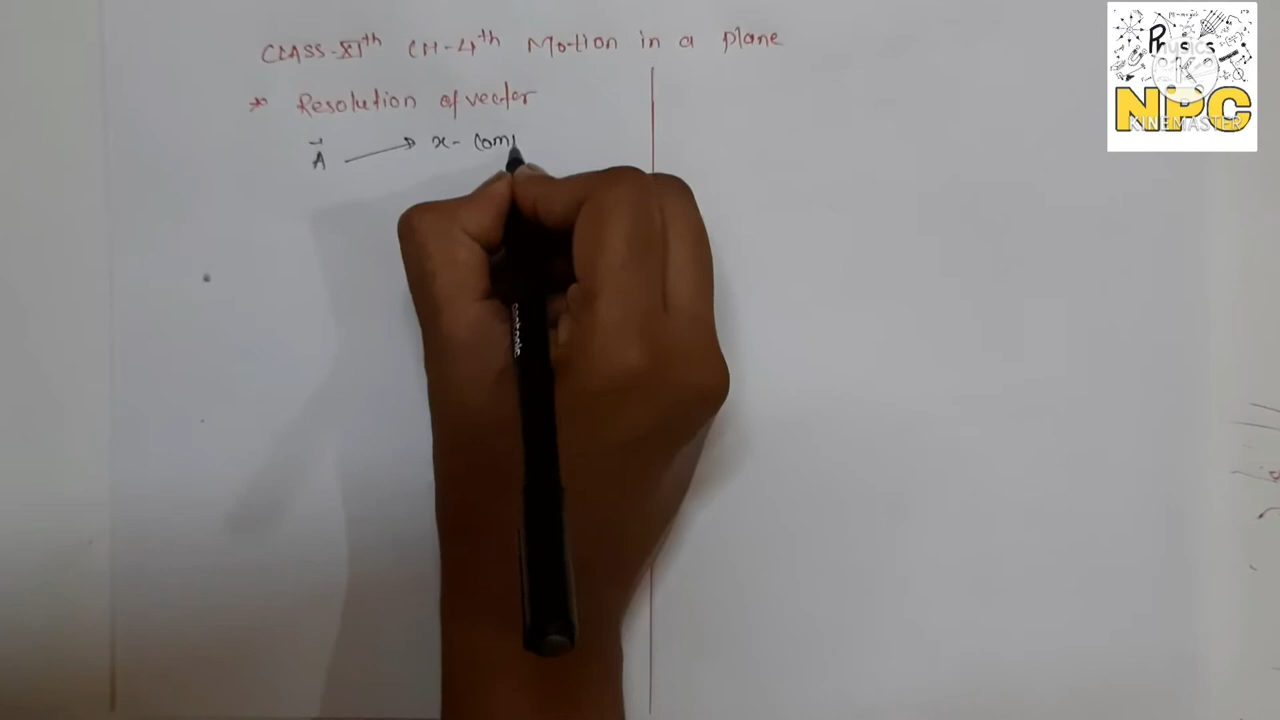 CLASS-XIth CH-4th Motion in a plane
* Resolution of vector
A → x- Com
Physics
K
NPC
KINEMASTER